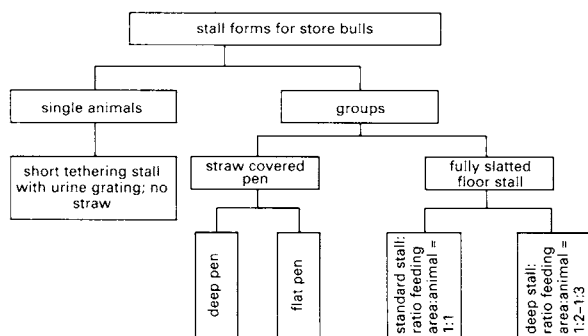 stall forms for store bulls
single animals
groups
short tethering stall
with urine grating; no
straw
straw covered
pen
fully slatted
floor stall
deep pen
flat pen
standard stall:
ratio feeding
area:animal =
1:1
deep stall:
ratio feeding
area:animal =
1:2–1:3